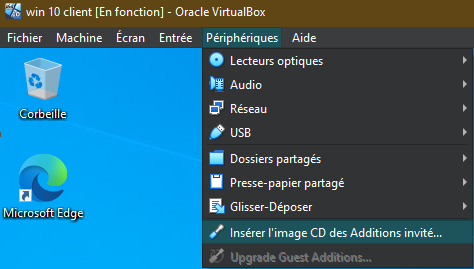 win 10 client [En fonction] - Oracle VirtualBox
Fichier Machine Écran Entrée Périphériques Aide
Corbeille
Microsoft Edge
Lecteurs optiques
Audio
Réseau
USB
Dossiers partagés
Presse-papier partagé
Glisser-Déposer
Insérer l'image CD des Additions invité...
Upgrade Guest Additions...